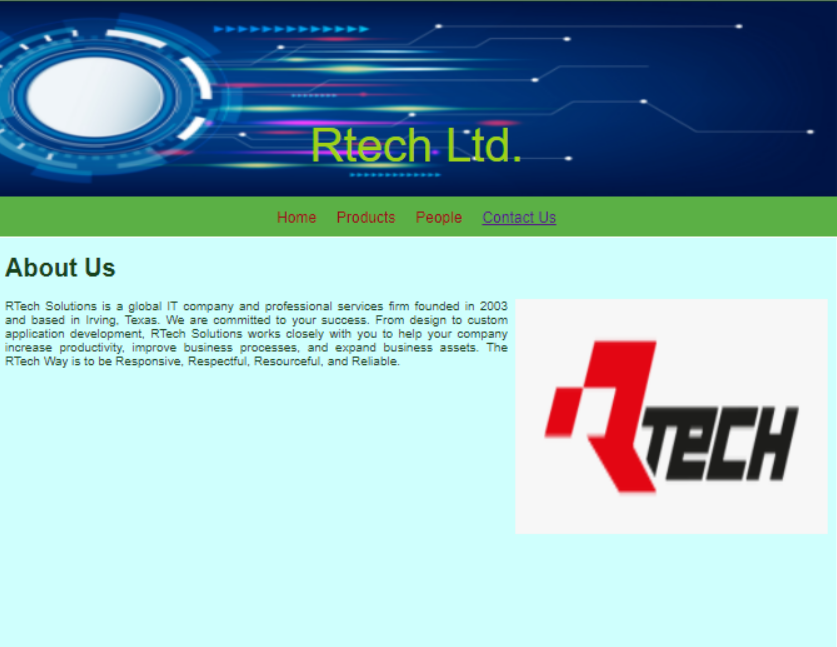 Rtech Ltd.
Home Products People Contact Us
About Us
RTech Solutions is a global IT company and professional services firm founded in 2003
and based in Irving, Texas. We are committed to your success. From design to custom
application development, RTech Solutions works closely with you to help your company
increase productivity, improve business processes, and expand business assets. The
RTech Way is to be Responsive, Respectful, Resourceful, and Reliable.
RTECH